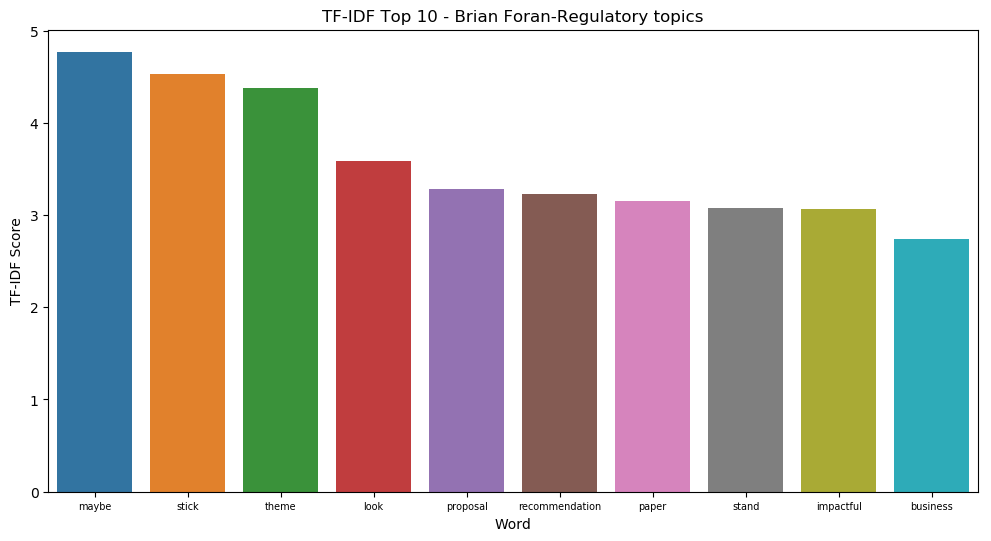 TF-IDF Top 10 - Brian Foran-Regulatory topics
TF-IDF Score
5
4
3
2
1
0
maybe stick theme look proposal recommendation paper stand impactful business
Word